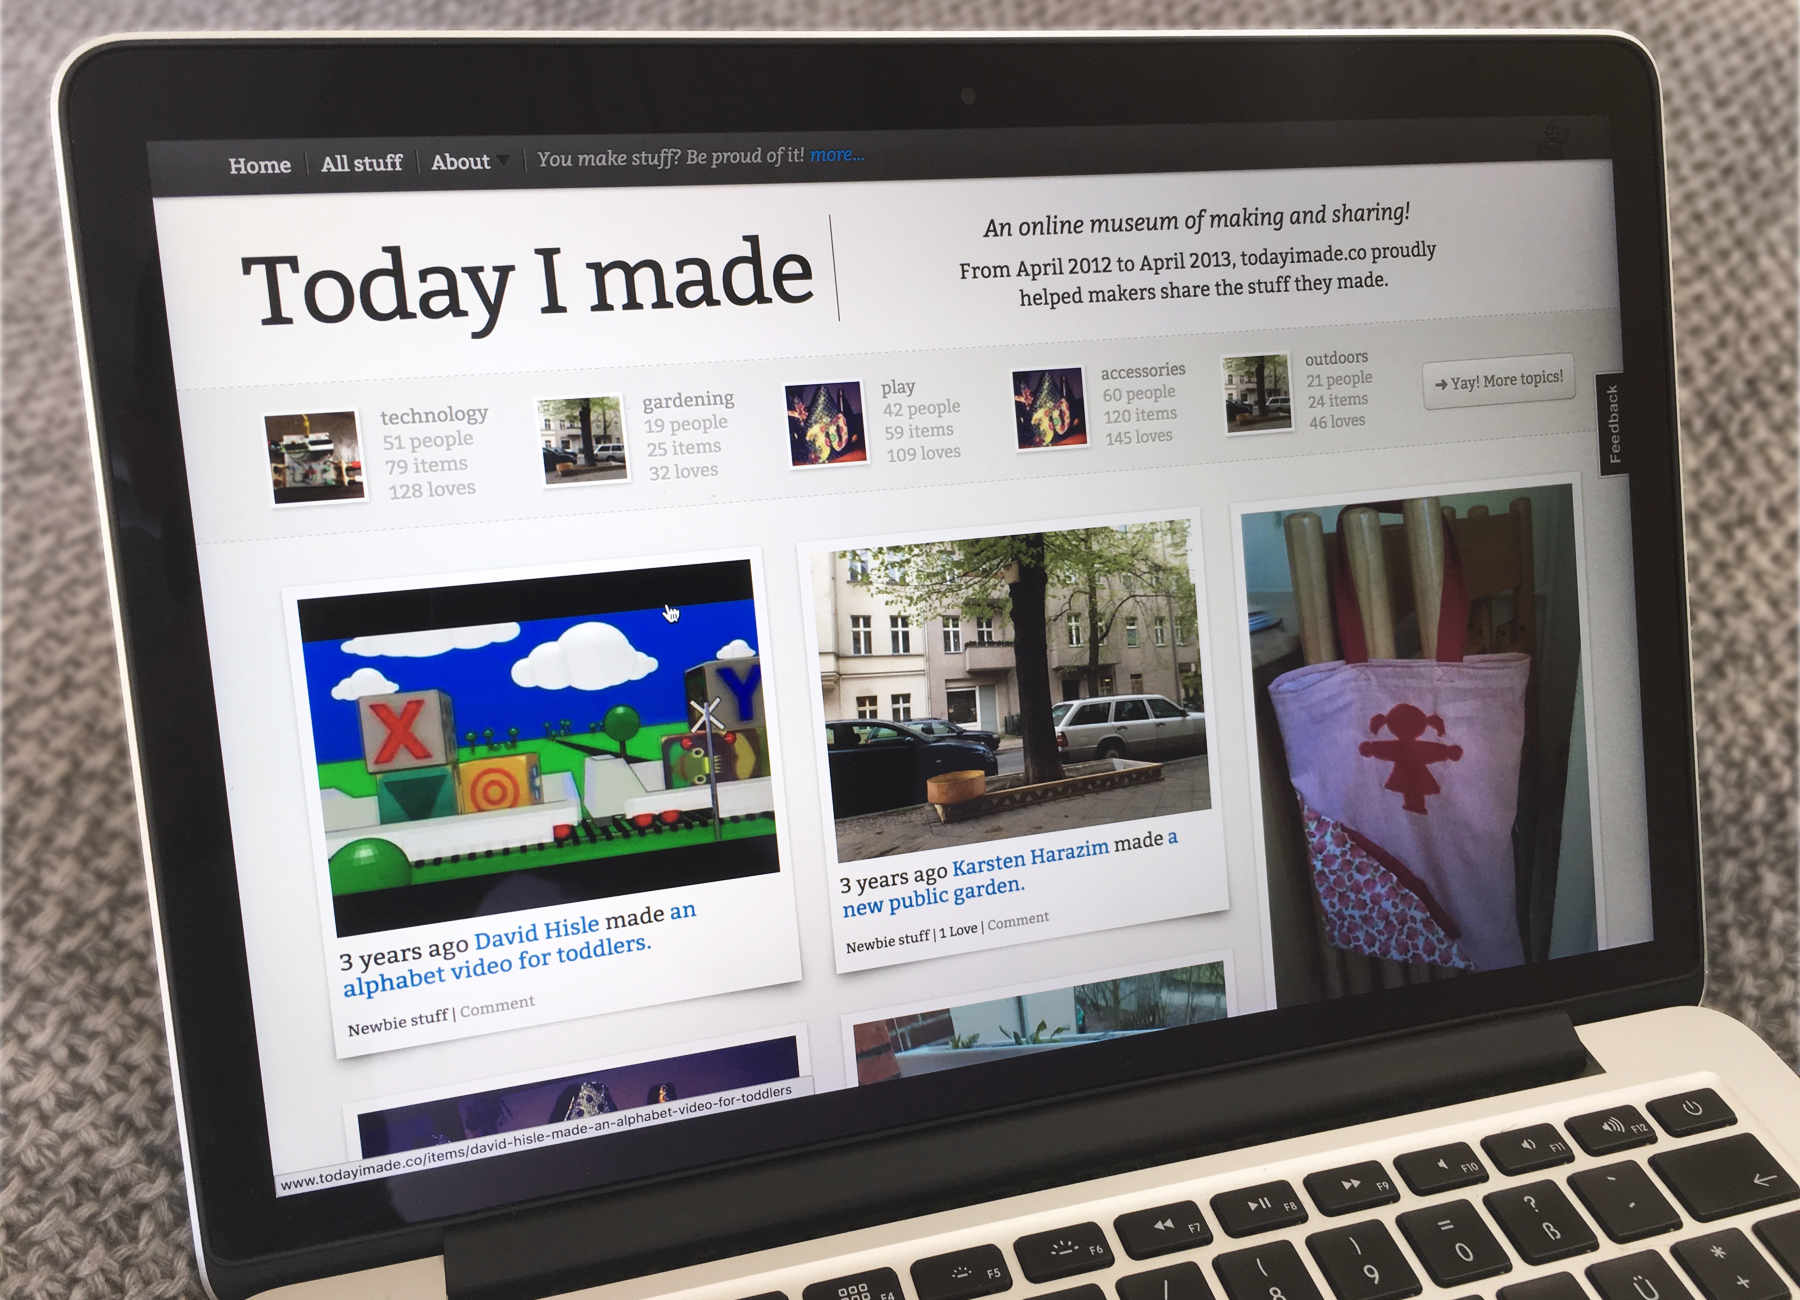 Home
All stuff
About
You make stuff? Be proud of it! more...
Today I made
An online museum of making and sharing!
From April 2012 to April 2013, todayimade.co proudly
helped makers share the stuff they made.
technology
51 people
79 items
128 loves
gardening
19 people
25 items
32 loves
play
42 people
59 items
109 loves
accessories
60 people
120 items
145 loves
outdoors
21 people
24 items
46 loves
➔ Yay! More topics!
Feedback
X
Y
3 years ago David Hisle made an
alphabet video for toddlers.
Newbie stuff | Comment
3 years ago Karsten Harazim made a
new public garden.
Newbie stuff | 1 Love | Comment
www.todayimade.co/items/david-hisle-made-an-alphabet-video-for-toddlers
F4
F5
F6
F7
F8
F9
F10
F11
F12
/
( 8
) 9
= 0
? ß
Ü
* +